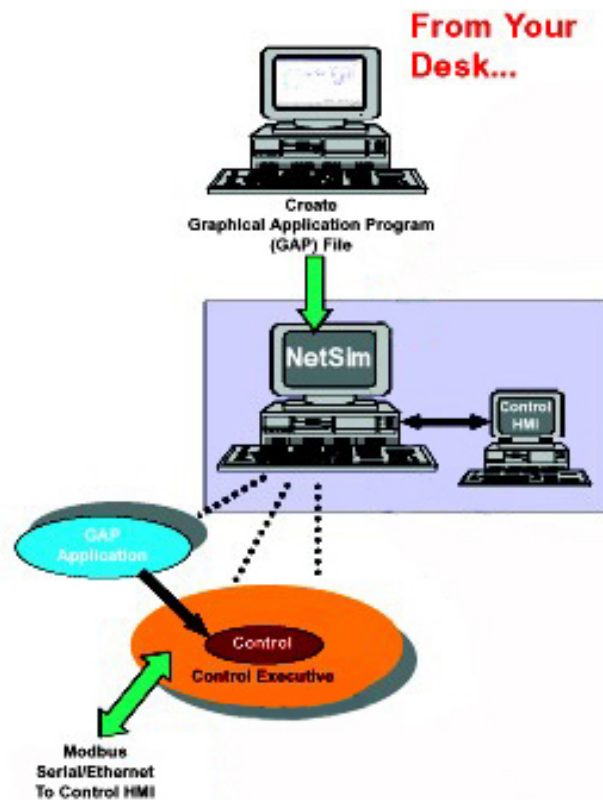 From Your
Desk...
Create
Graphical Application Program
(GAP) File
NetSim
Control
HMI
GAP
Application
Control
Control Executive
Modbus
Serial/Ethernet
To Control HMI